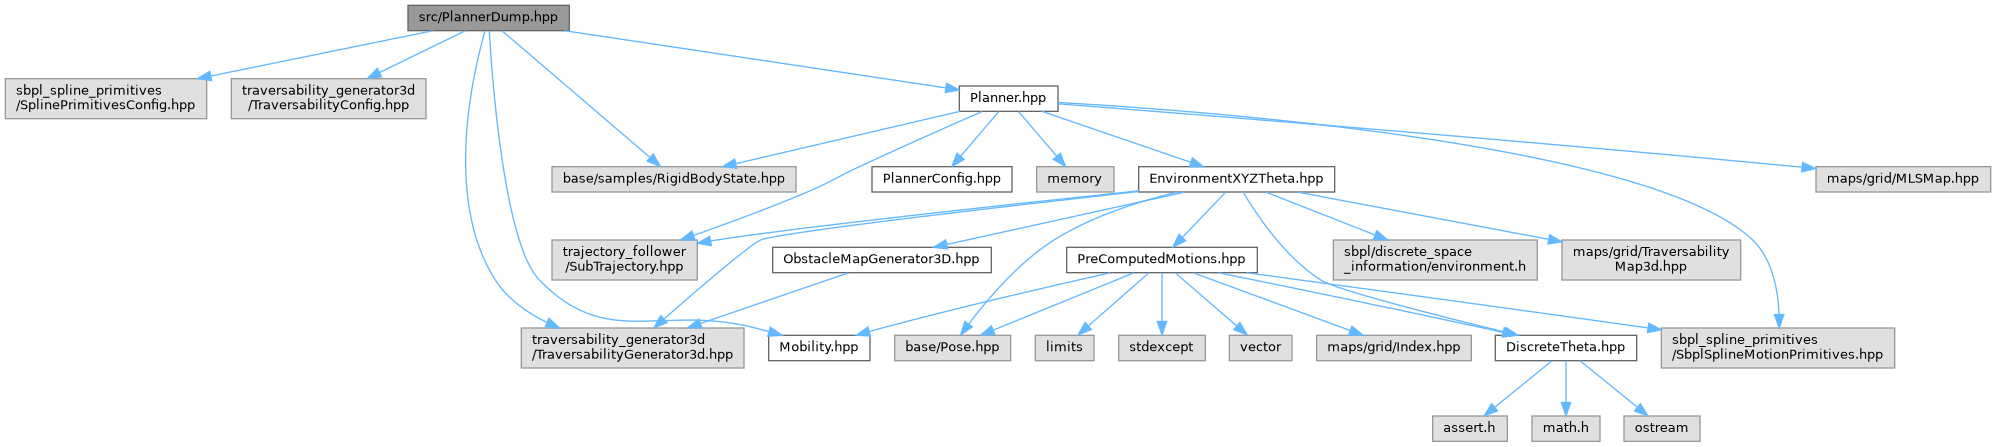 src/PlannerDump.hpp
sbpl_spline_primitives
/SplinePrimitivesConfig.hpp
traversability_generator3d
/TraversabilityConfig.hpp
Planner.hpp
base/samples/RigidBodyState.hpp
PlannerConfig.hpp
memory
EnvironmentXYZTheta.hpp
maps/grid/MLSMap.hpp
trajectory_follower
/SubTrajectory.hpp
ObstacleMapGenerator3D.hpp
PreComputedMotions.hpp
sbpl/discrete_space
_information/environment.h
maps/grid/Traversability
Map3d.hpp
traversability_generator3d
/TraversabilityGenerator3d.hpp
Mobility.hpp
base/Pose.hpp
limits
stdexcept
vector
maps/grid/Index.hpp
DiscreteTheta.hpp
sbpl_spline_primitives
/SbplSplineMotionPrimitives.hpp
assert.h
math.h
ostream